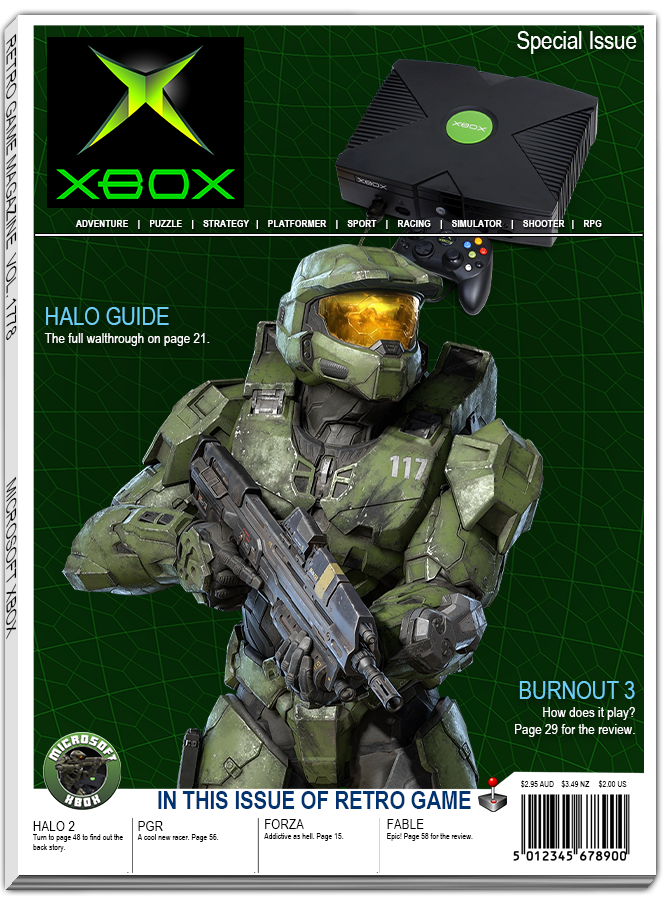 Special Issue
XBOX
XBOX
XBOX
ADVENTURE | PUZZLE | STRATEGY | PLATFORMER | SPORT | RACING | SIMULATOR | SHOOTER | RPG
RETRO GAME MAGAZINE VOL. 1778
MICROSOFT XBOX
HALO GUIDE
The full walthrough on page 21.
117
BURNOUT 3
How does it play?
Page 29 for the review.
MICROSOFT
XBOX
IN THIS ISSUE OF RETRO GAME
$2.95 AUD $3.49 NZ $2.00 US
5 012345 678900
HALO 2
Turn to page 48 to find out the
back story.
PGR
A cool new racer. Page 56.
FORZA
Addictive as hell. Page 15.
FABLE
Epic! Page 58 for the review.